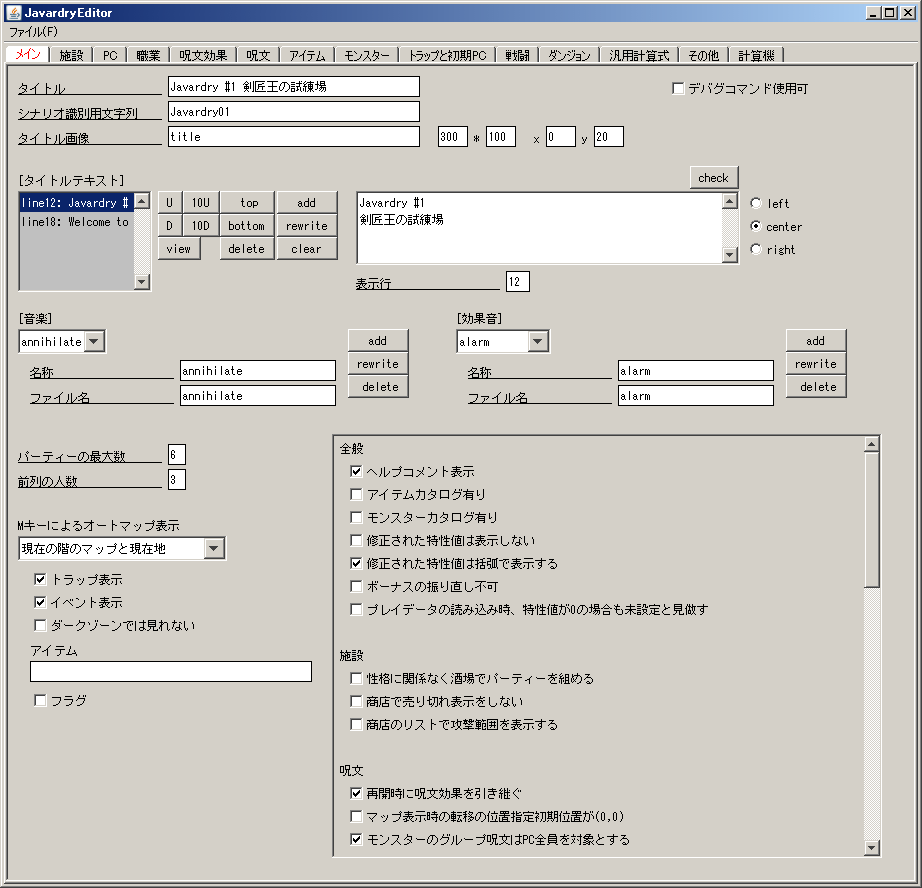 JavardryEditor
ファイル(F)
メイン 施設 PC 職業 呪文効果 呪文 アイテム モンスター トラップと初期PC 戦闘 ダンジョン 汎用計算式 その他 計算機
タイトル Javardry #1 剣匠王の試練場 デバグコマンド使用可
シナリオ識別用文字列 Javardry01
タイトル画像 title 300 * 100 x 0 y 20
[タイトルテキスト] check
line12: Javardry # U 10U top add Javardry #1 left
line18: Welcome to D 10D bottom rewrite 剣匠王の試練場 center
view delete clear right
表示行 12
[音楽] [効果音]
annihilate add alarm add
rewrite rewrite
名称 annihilate 名称 alarm
delete delete
ファイル名 annihilate ファイル名 alarm
パーティーの最大数 6
前列の人数 3
Mキーによるオートマップ表示
現在の階のマップと現在地
トラップ表示
イベント表示
ダークゾーンでは見れない
アイテム
フラグ
全般
ヘルプコメント表示
アイテムカタログ有り
モンスターカタログ有り
修正された特性値は表示しない
修正された特性値は括弧で表示する
ボーナスの振り直し不可
プレイデータの読み込み時、特性値が0の場合も未設定と見做す
施設
性格に関係なく酒場でパーティーを組める
商店で売り切れ表示をしない
商店のリストで攻撃範囲を表示する
呪文
再開時に呪文効果を引き継ぐ
マップ表示時の転移の位置指定初期位置が(0,0)
モンスターのグループ呪文はPC全員を対象とする